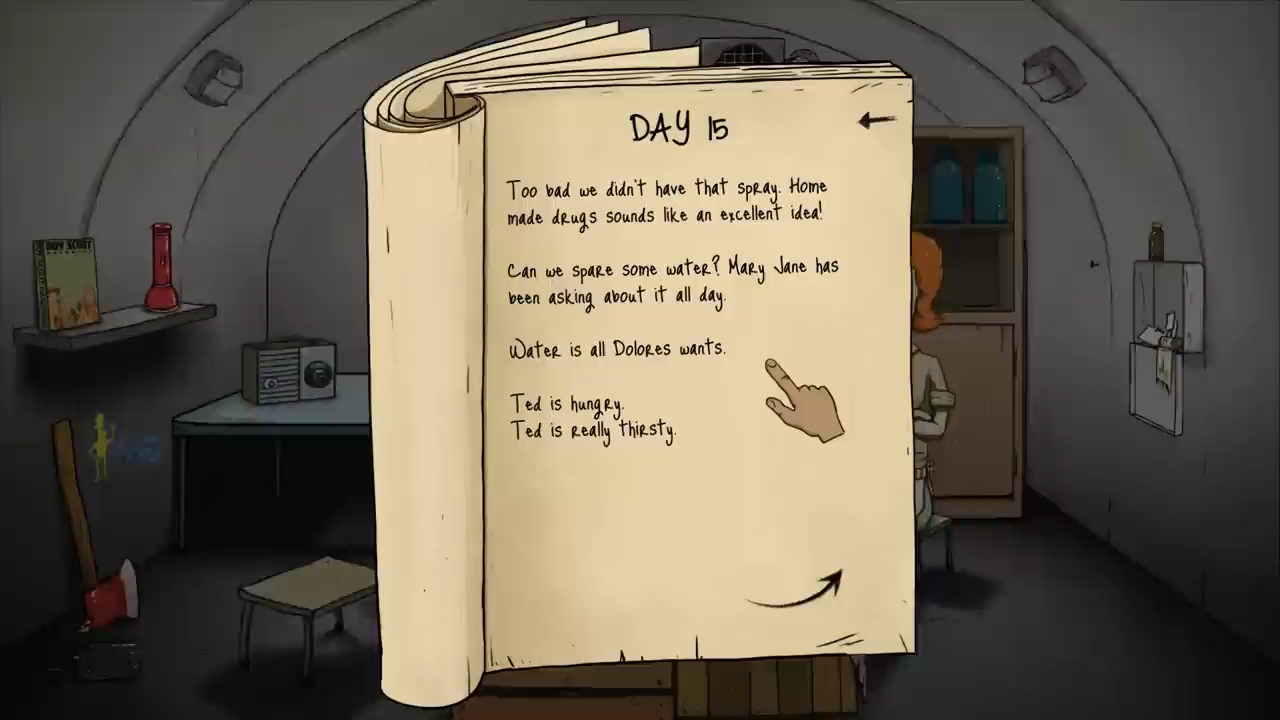 DAY 15
Too bad we didn't have that spray. Home
made drugs sounds like an excellent idea!
Can we spare some water? Mary Jane has
been asking about it all day.
Water is all Dolores wants.
Ted is hungry.
Ted is really thirsty.